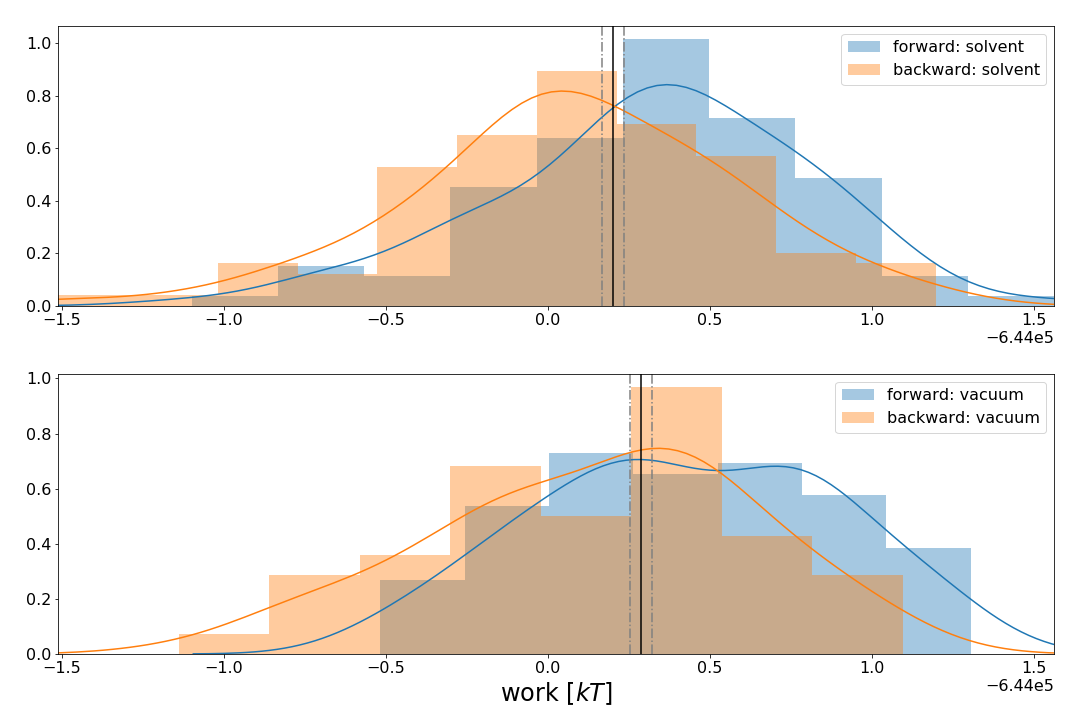 1.0
0.8
0.6
0.4
0.2
0.0
forward: solvent
backward: solvent
−1.5 −1.0 −0.5 0.0 0.5 1.0 1.5
−6.44e5
1.0
0.8
0.6
0.4
0.2
0.0
forward: vacuum
backward: vacuum
−1.5 −1.0 −0.5 0.0 0.5 1.0 1.5
−6.44e5
work [kT]